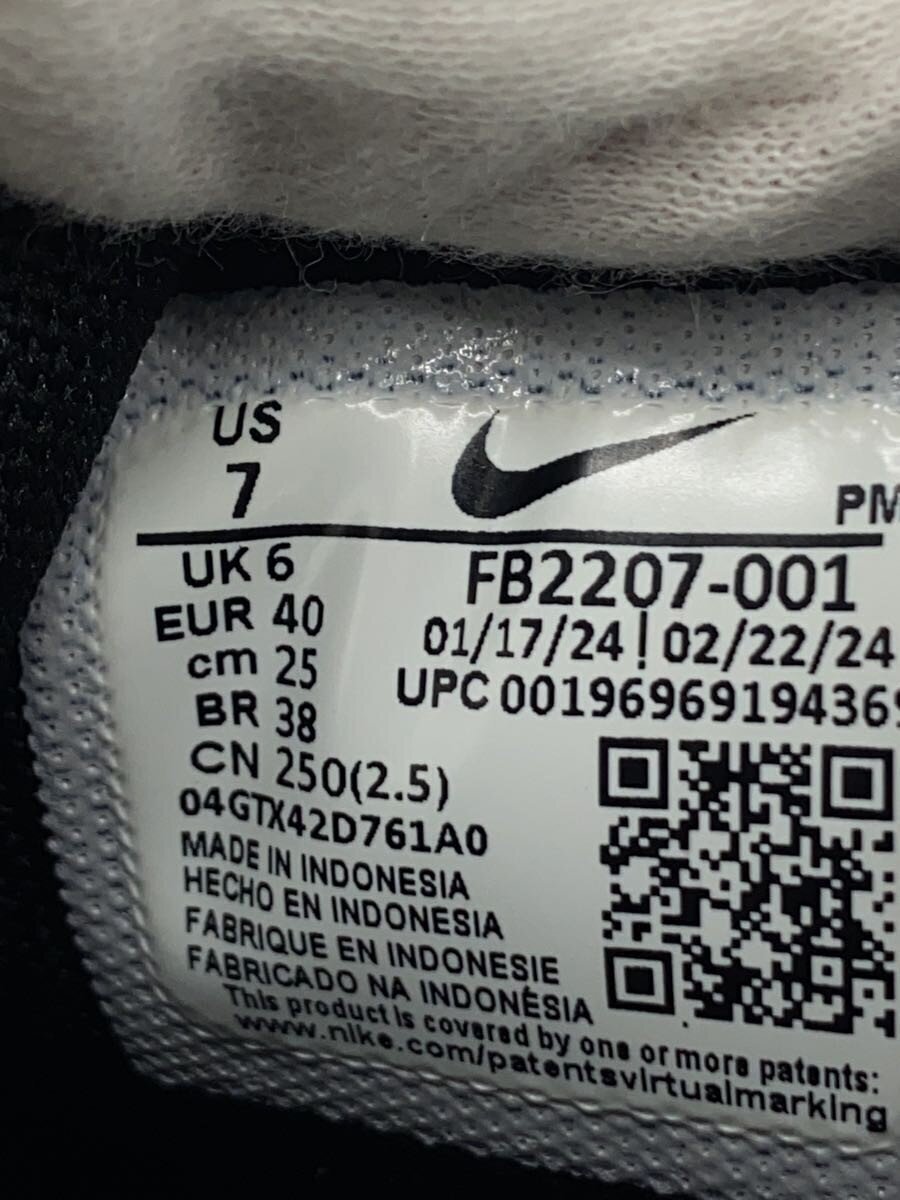 US
7
PM
UK 6
EUR 40
cm 25
BR 38
CN 250(2.5)
FB2207-001
01/17/24 | 02/22/24
UPC 0019696919436
04GTX42D761A0
MADE IN INDONESIA
HECHO EN INDONESIA
FABRIQUE EN INDONESIE
FABRICADO NA INDONÉSIA
This product is covered by one or more patents:
www.nike.com/patentsvirtualmarking